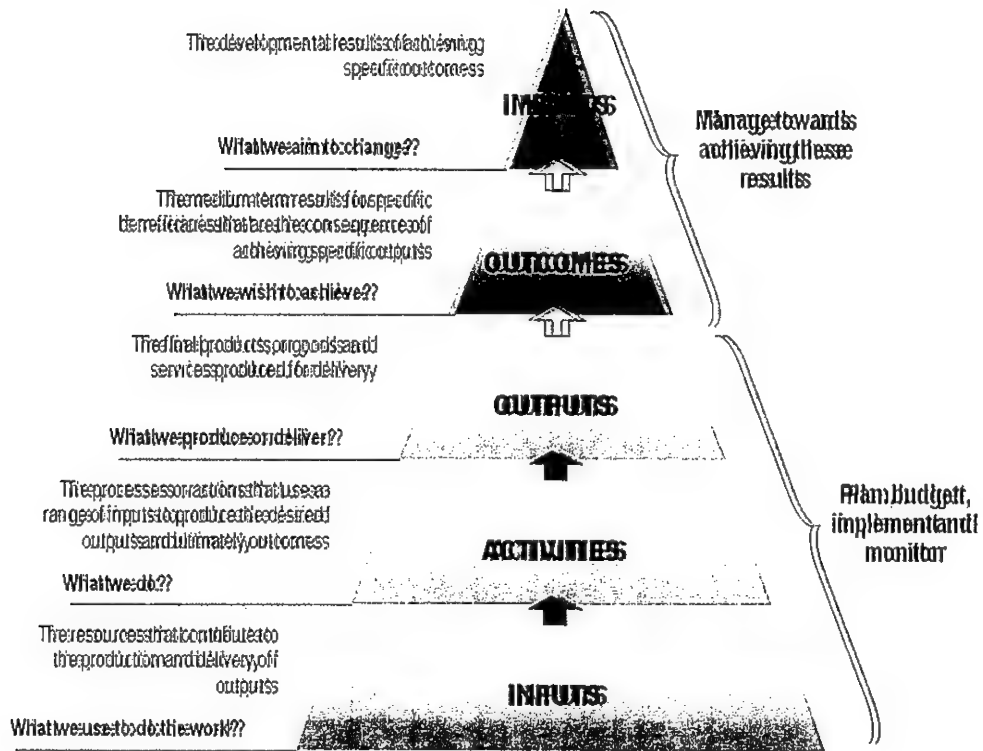 The developmental results of achieving
specific outcomes
IMPACTS
What we aim to change?
Manage towards
achieving these
results
The medium term results for specific
beneficiaries that are the consequence of
achieving specific outputs
OUTCOMES
What we wish to achieve?
The final products, or goods and
services produced for delivery
OUTPUTS
What we produce or deliver?
The processes or actions that use a
range of inputs to produce the desired
outputs and ultimately outcomes
ACTIVITIES
What we do?
Plan, budget,
implement and
monitor
The resources that contribute to
the production and delivery of
outputs
INPUTS
What we use to do the work?